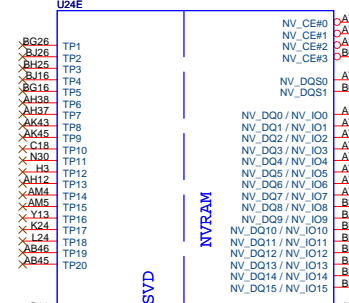 U24E
BG26 TP1
BJ26 TP2
BH25 TP3
BJ16 TP4
BG16 TP5
AH38 TP6
AH37 TP7
AK43 TP8
AK45 TP9
C18 TP10
N30 TP11
H3 TP12
AH12 TP13
AM4 TP14
AM5 TP15
Y13 TP16
K24 TP17
L24 TP18
AB46 TP19
AB45 TP20
SVD
NVRAM
NV_CE#0
NV_CE#1
NV_CE#2
NV_CE#3
NV_DQS0
NV_DQS1
NV_DQ0 / NV_IO0
NV_DQ1 / NV_IO1
NV_DQ2 / NV_IO2
NV_DQ3 / NV_IO3
NV_DQ4 / NV_IO4
NV_DQ5 / NV_IO5
NV_DQ6 / NV_IO6
NV_DQ7 / NV_IO7
NV_DQ8 / NV_IO8
NV_DQ9 / NV_IO9
NV_DQ10 / NV_IO10
NV_DQ11 / NV_IO11
NV_DQ12 / NV_IO12
NV_DQ13 / NV_IO13
NV_DQ14 / NV_IO14
NV_DQ15 / NV_IO15